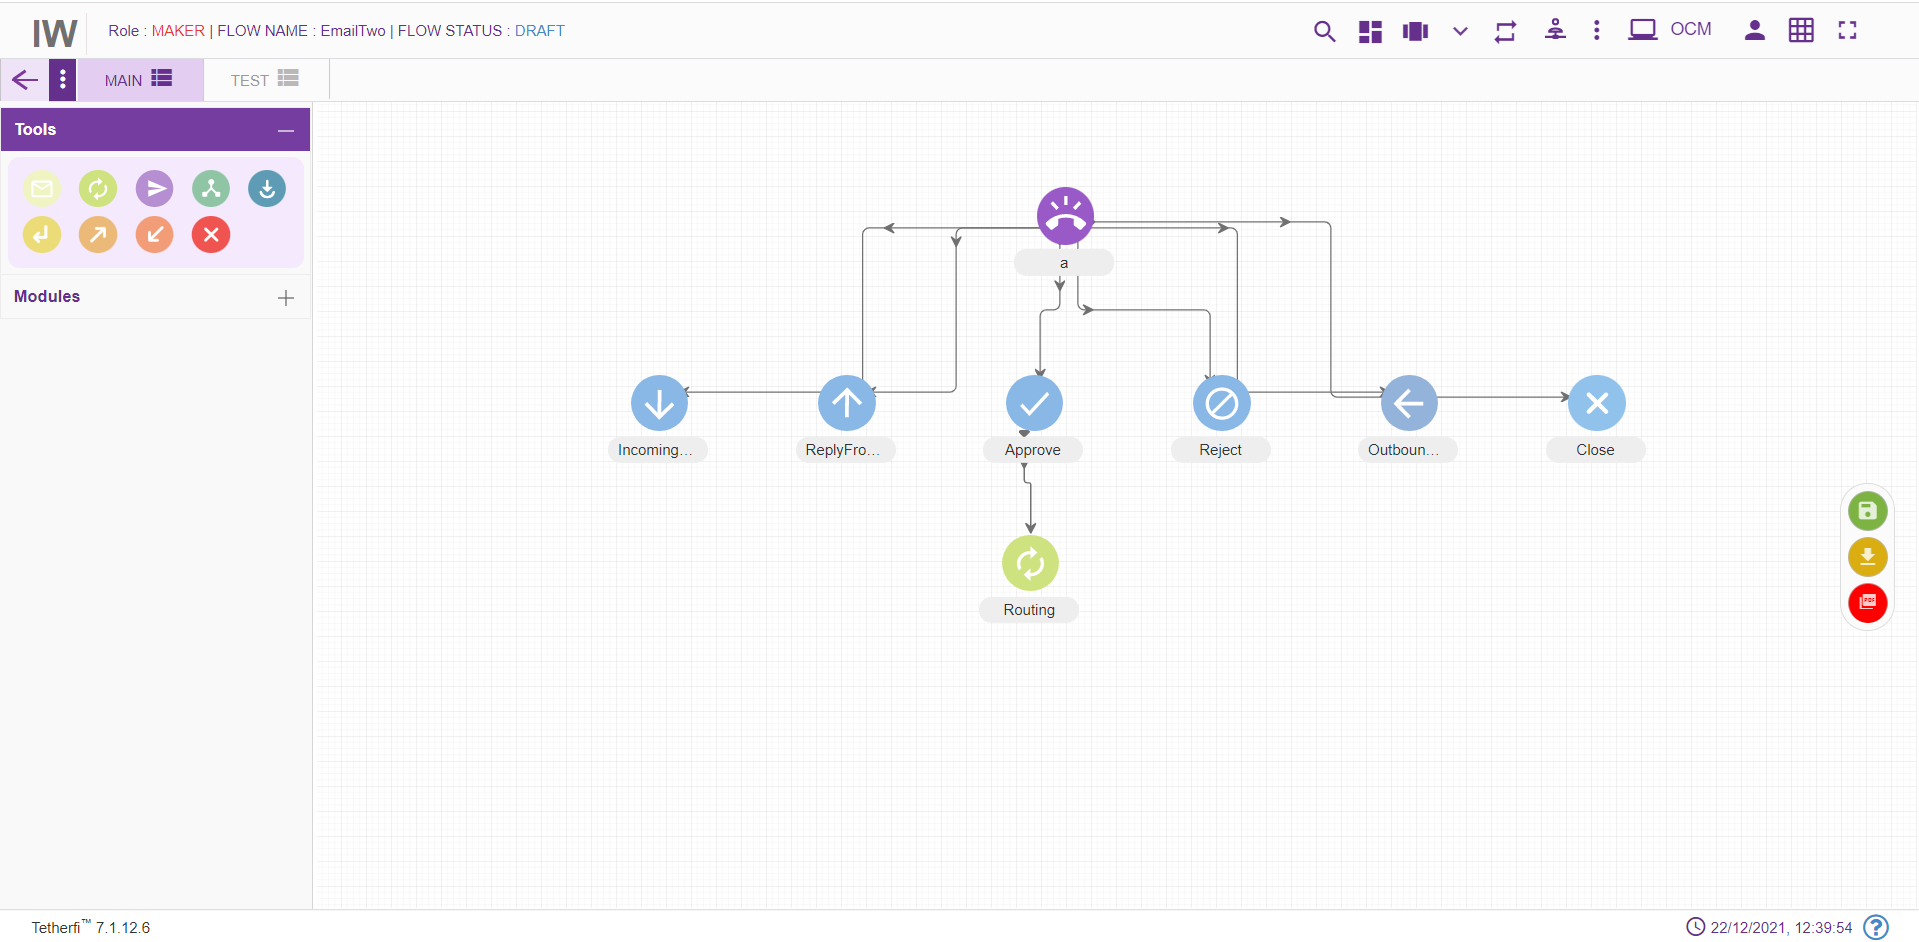 IW
Role : MAKER | FLOW NAME : EmailTwo | FLOW STATUS : DRAFT
OCM
MAIN
TEST
Tools
Modules
a
Incoming...
ReplyFro...
Approve
Reject
Outboun...
Close
Routing
PDF
Tetherfi™ 7.1.12.6
22/12/2021, 12:39:54
?